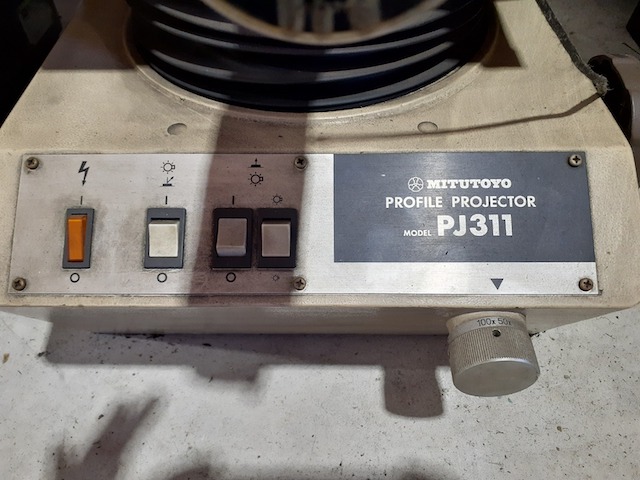 MITUTOYO
PROFILE PROJECTOR
MODEL PJ311
100x 50x